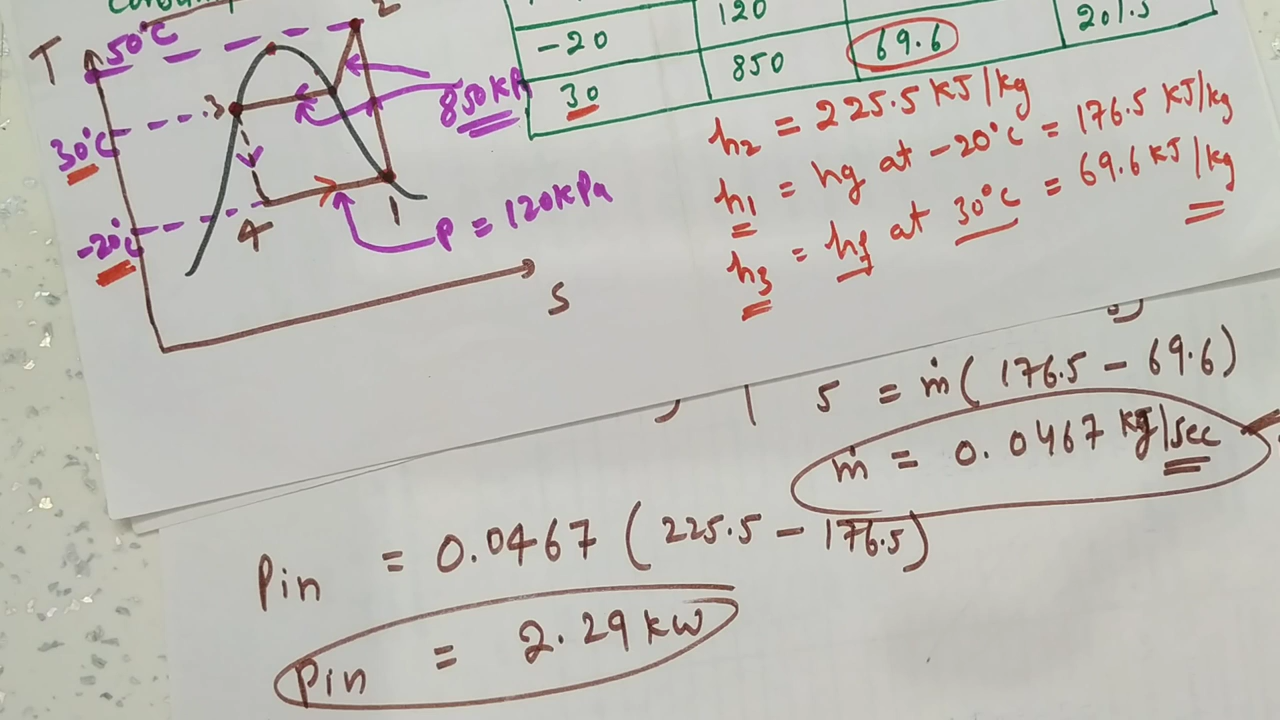 T
50°C
2
3
30°C
850KPa
-20°C
4
1
P = 120KPa
S
120
-20
850
69.6
201.5
30
h2 = 225.5 KJ/kg
h1 = hg at -20°C = 176.5 KJ/kg
h3 = hf at 30°C = 69.6 KJ/kg
5 = ṁ( 176.5 - 69.6)
ṁ = 0.0467 kg/sec
Pin = 0.0467 ( 225.5 - 176.5)
Pin = 2.29 kw